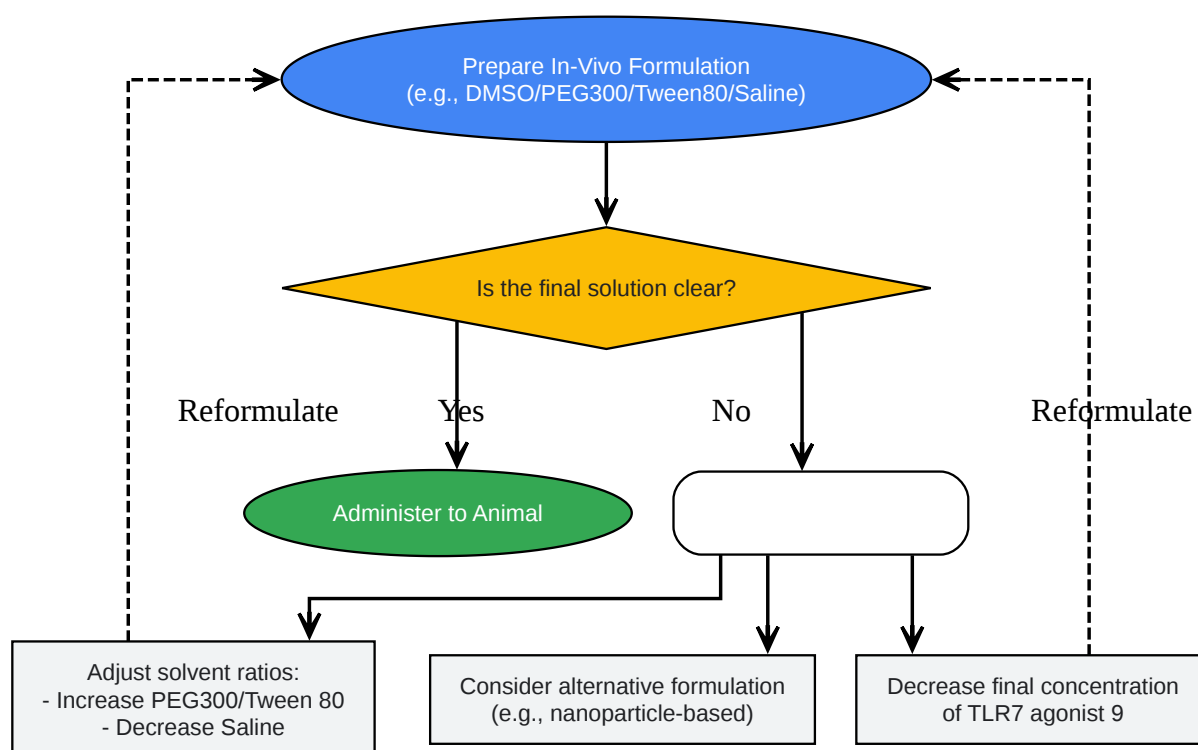 Prepare In-Vivo Formulation
(e.g., DMSO/PEG300/Tween80/Saline)
Is the final solution clear?
Reformulate
Yes
No
Reformulate
Administer to Animal
Adjust solvent ratios:
- Increase PEG300/Tween 80
- Decrease Saline
Consider alternative formulation
(e.g., nanoparticle-based)
Decrease final concentration
of TLR7 agonist 9